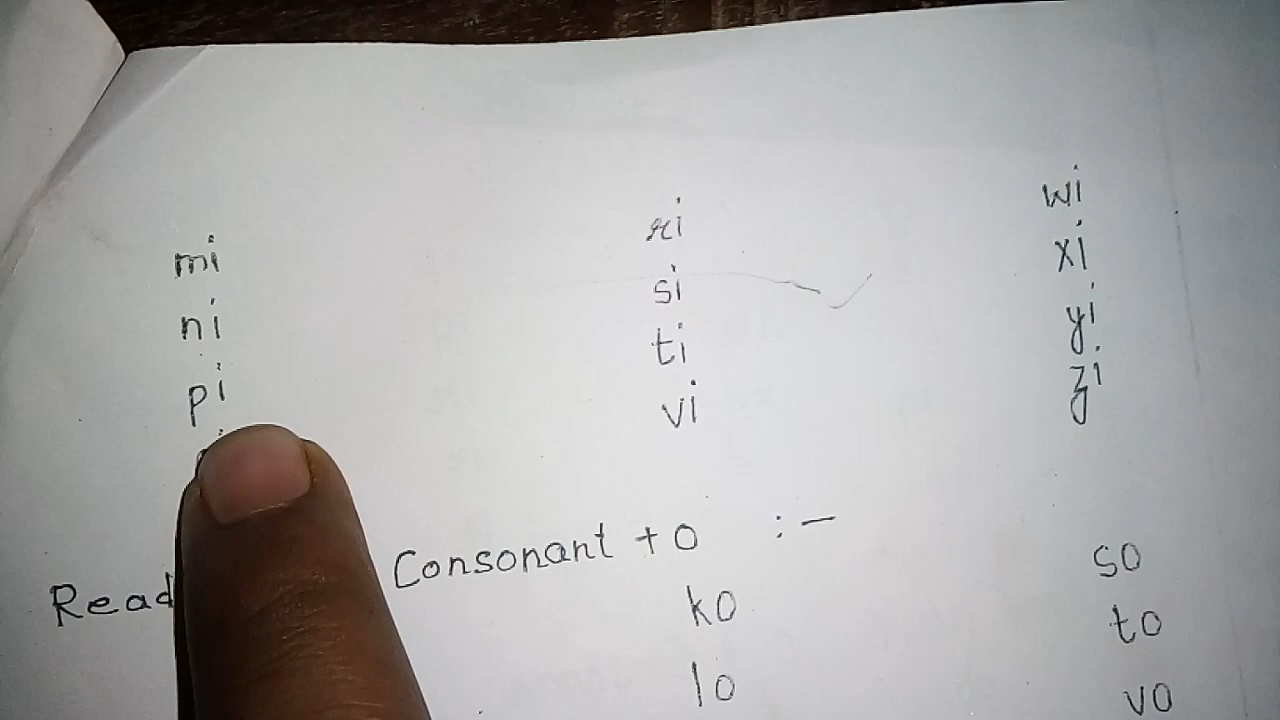 mi ri wi
ni si xi
pi ti yi
vi zi
Read Consonant + o :-
ko so
lo to
vo